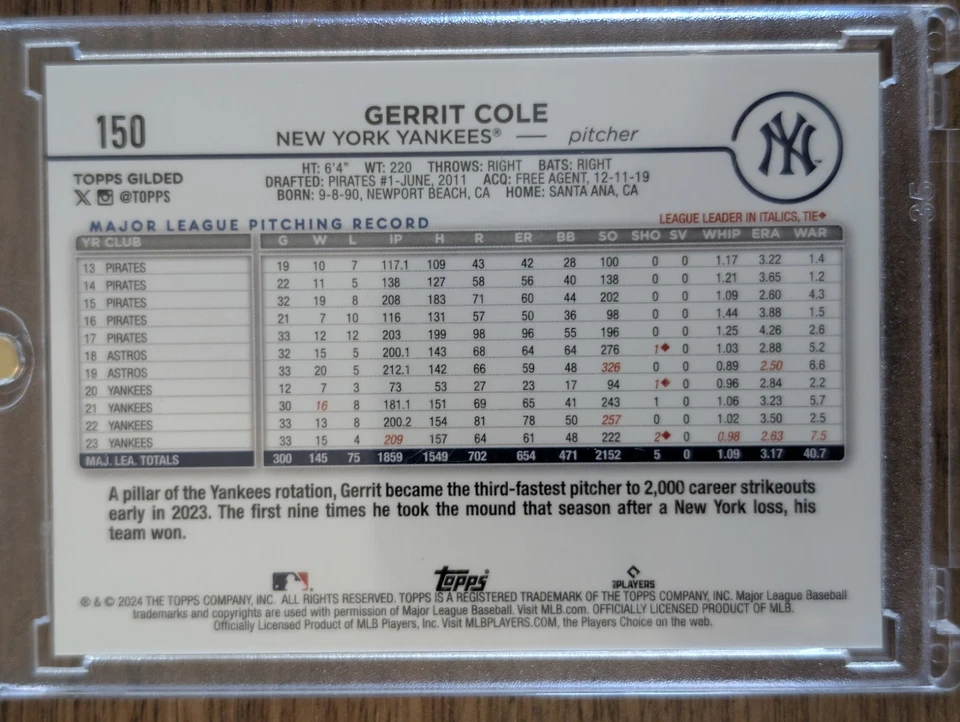 150
GERRIT COLE
NEW YORK YANKEES® — pitcher
NY
TOPPS GILDED
X @TOPPS
HT: 6'4" WT: 220 THROWS: RIGHT BATS: RIGHT
DRAFTED: PIRATES #1-JUNE, 2011 ACQ: FREE AGENT, 12-11-19
BORN: 9-8-90, NEWPORT BEACH, CA HOME: SANTA ANA, CA
MAJOR LEAGUE PITCHING RECORD
LEAGUE LEADER IN ITALICS, TIE♦
YR CLUB G W L IP H R ER BB SO SHO SV WHIP ERA WAR
13 PIRATES 19 10 7 117.1 109 43 42 28 100 0 0 1.17 3.22 1.4
14 PIRATES 22 11 5 138 127 58 56 40 138 0 0 1.21 3.65 1.2
15 PIRATES 32 19 8 208 183 71 60 44 202 0 0 1.09 2.60 4.3
16 PIRATES 21 7 10 116 131 57 50 36 98 0 0 1.44 3.88 1.5
17 PIRATES 33 12 12 203 199 98 96 55 196 0 0 1.25 4.26 2.6
18 ASTROS 32 15 5 200.1 143 68 64 64 276 1♦ 0 1.03 2.88 5.2
19 ASTROS 33 20 5 212.1 142 66 59 48 326 0 0 0.89 2.50 6.6
20 YANKEES 12 7 3 73 53 27 23 17 94 1♦ 0 0.96 2.84 2.2
21 YANKEES 30 16 8 181.1 151 69 65 41 243 1 0 1.06 3.23 5.7
22 YANKEES 33 13 8 200.2 154 81 78 50 257 0 0 1.02 3.50 2.5
23 YANKEES 33 15 4 209 157 64 61 48 222 2♦ 0 0.98 2.63 7.5
MAJ. LEA. TOTALS 300 145 75 1859 1549 702 654 471 2152 5 0 1.09 3.17 40.7
A pillar of the Yankees rotation, Gerrit became the third-fastest pitcher to 2,000 career strikeouts
early in 2023. The first nine times he took the mound that season after a New York loss, his
team won.
Topps
PLAYERS
® & © 2024 THE TOPPS COMPANY, INC. ALL RIGHTS RESERVED. TOPPS IS A REGISTERED TRADEMARK OF THE TOPPS COMPANY, INC. Major League Baseball
trademarks and copyrights are used with permission of Major League Baseball. Visit MLB.com. OFFICIALLY LICENSED PRODUCT OF MLB.
Officially Licensed Product of MLB Players, Inc. Visit MLBPLAYERS.COM, the Players Choice on the web.